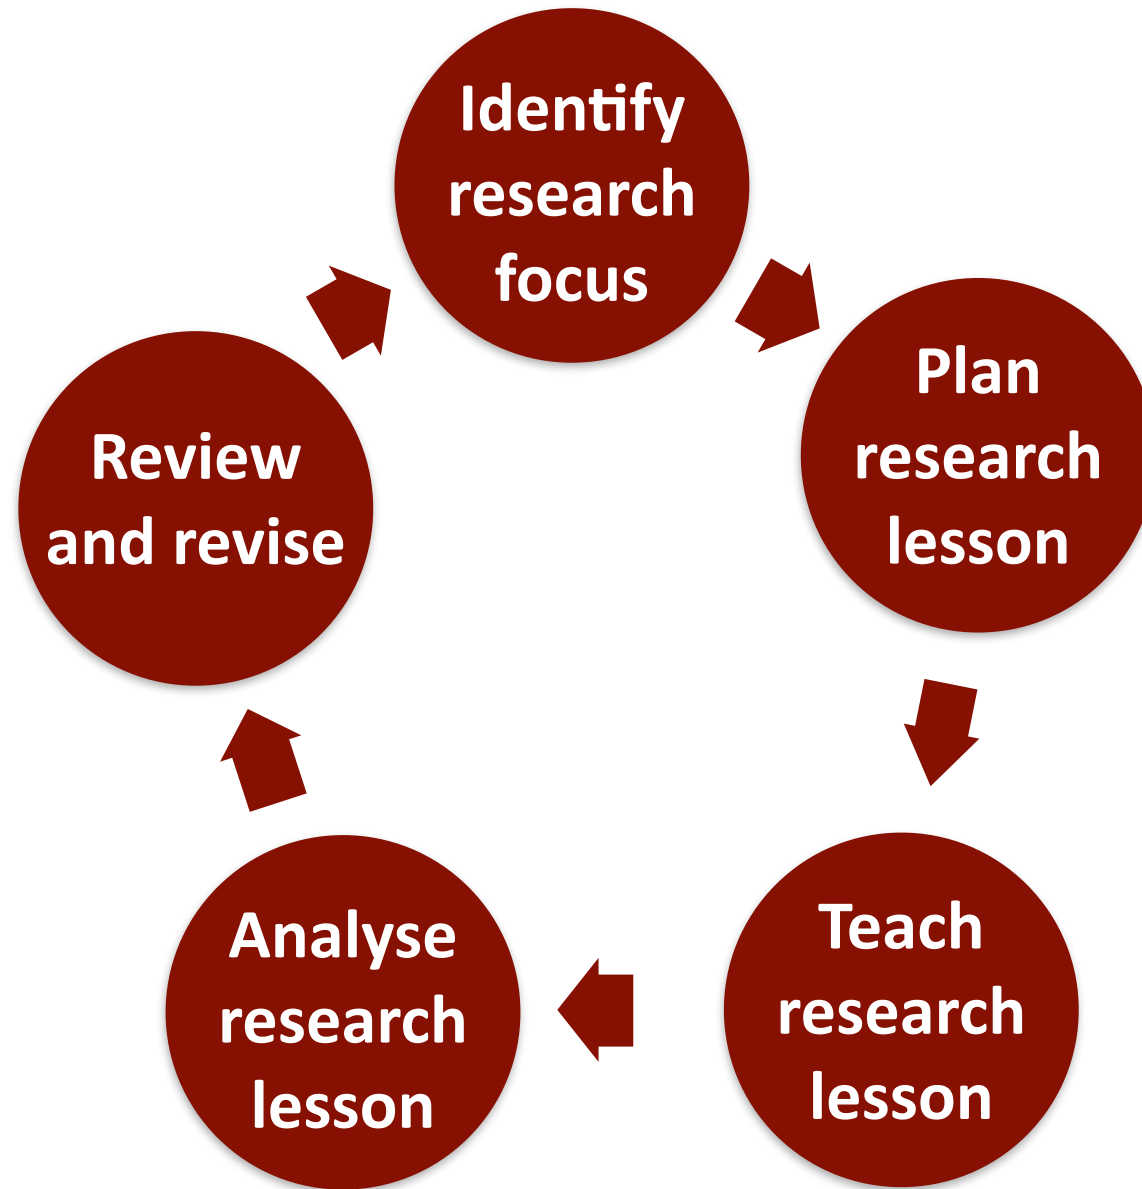 Identify
research
focus
Plan
research
lesson
Teach
research
lesson
Analyse
research
lesson
Review
and revise